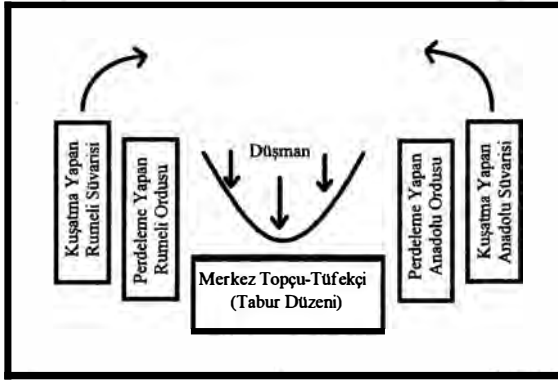 Kuşatma Yapan
Rumeli Süvarisi
Perdeleme Yapan
Rumeli Ordusu
Düşman
Perdeleme Yapan
Anadolu Ordusu
Kuşatma Yapan
Anadolu Süvarisi
Merkez Topçu-Tüfekçi
(Tabur Düzeni)